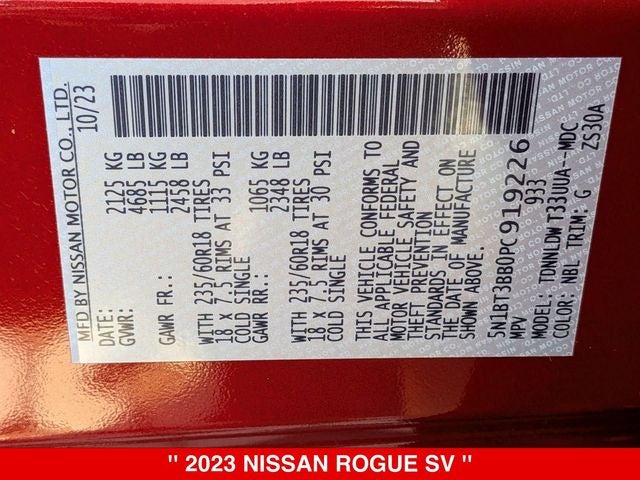 MFD BY NISSAN MOTOR CO., LTD.
10/23
DATE:
GVWR: 2125 KG
4685 LB
GAWR FR.: 1115 KG
2458 LB
WITH 235/60R18 TIRES
18 X 7.5 RIMS AT 33 PSI
COLD SINGLE
GAWR RR.: 1065 KG
2348 LB
WITH 235/60R18 TIRES
18 X 7.5 RIMS AT 30 PSI
COLD SINGLE
THIS VEHICLE CONFORMS TO
ALL APPLICABLE FEDERAL
MOTOR VEHICLE SAFETY AND
THEFT PREVENTION
STANDARDS IN EFFECT ON
THE DATE OF MANUFACTURE
SHOWN ABOVE.
5N1BT3BB0PC919226
MPV 933
MODEL: TDNNLDW T33UUA--MDC
COLOR: NBL TRIM: G ZS30A
" 2023 NISSAN ROGUE SV "